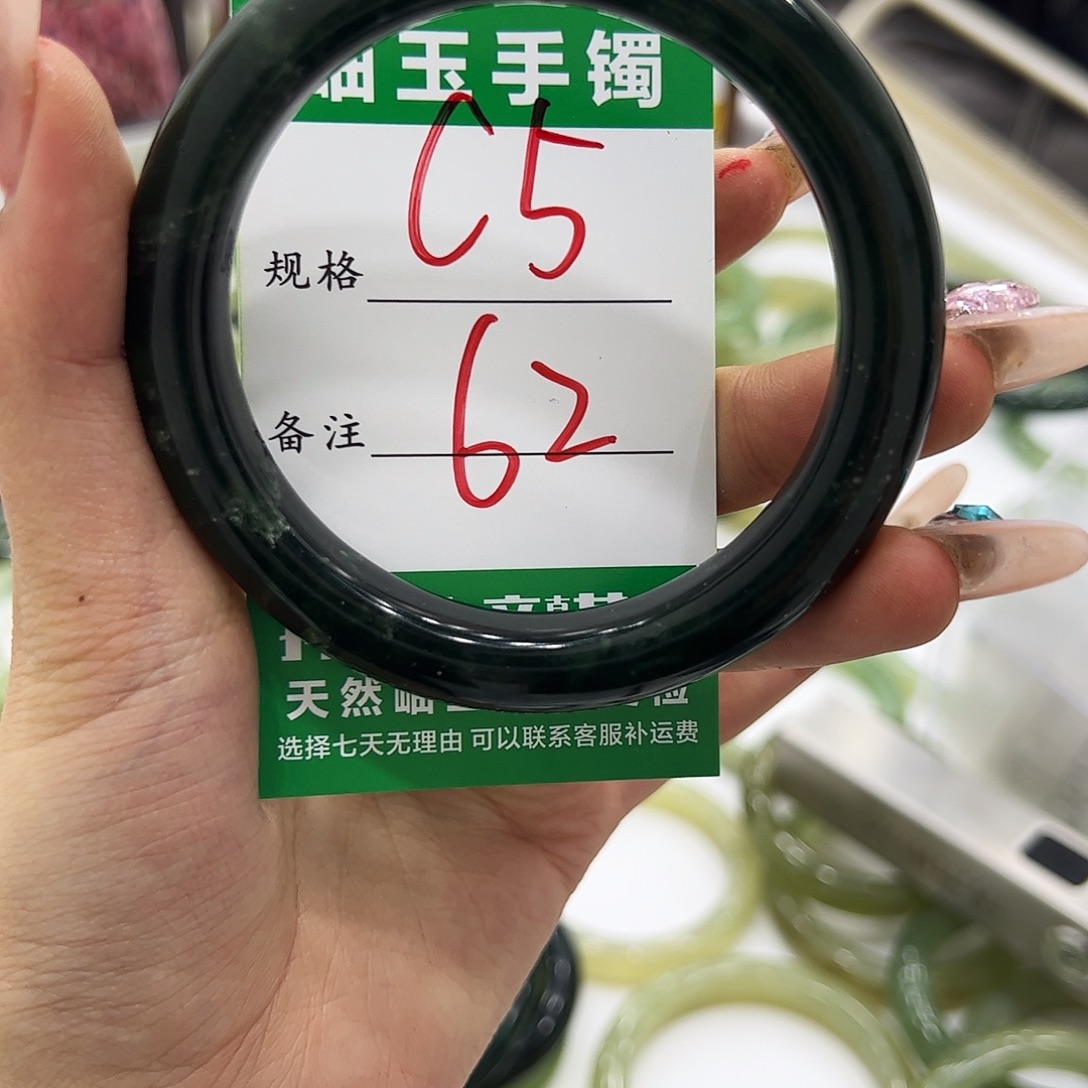 岫玉手镯
C5
规格
62
备注
天然岫
选择七天无理由 可以联系客服补运费